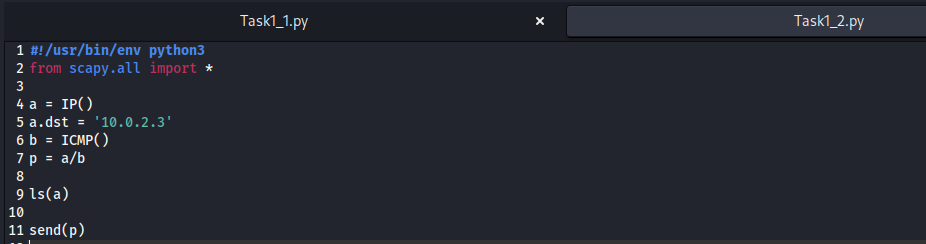 Task1_1.py × Task1_2.py
1 #!/usr/bin/env python3
2 from scapy.all import *
3
4 a = IP()
5 a.dst = '10.0.2.3'
6 b = ICMP()
7 p = a/b
8
9 ls(a)
10
11 send(p)